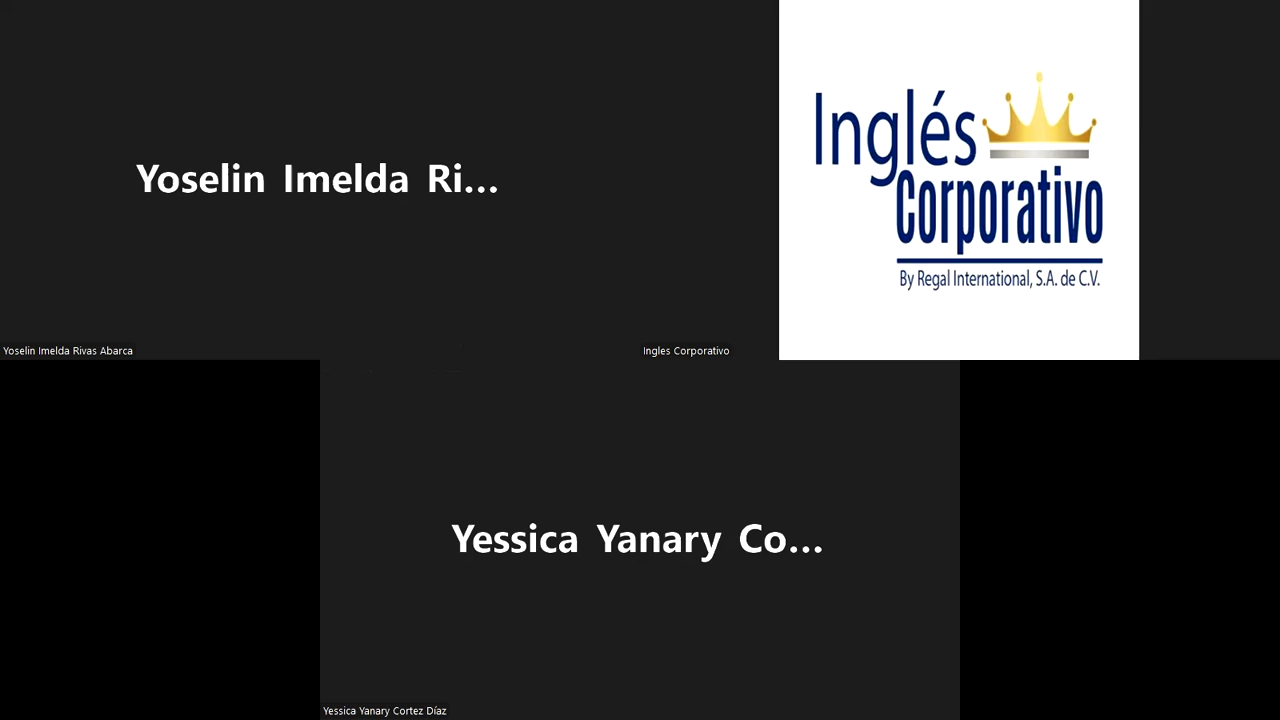 Yoselin Imelda Ri...
Yoselin Imelda Rivas Abarca
Inglés
Corporativo
By Regal International, S.A. de C.V.
Ingles Corporativo
Yessica Yanary Co...
Yessica Yanary Cortez Díaz